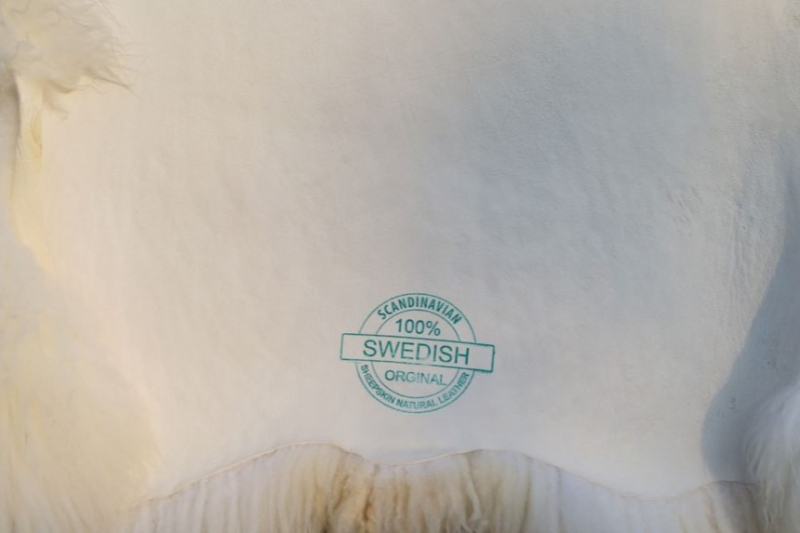 SCANDINAVIAN
100%
SWEDISH
ORGINAL
SHEEPSKIN NATURAL LEATHER